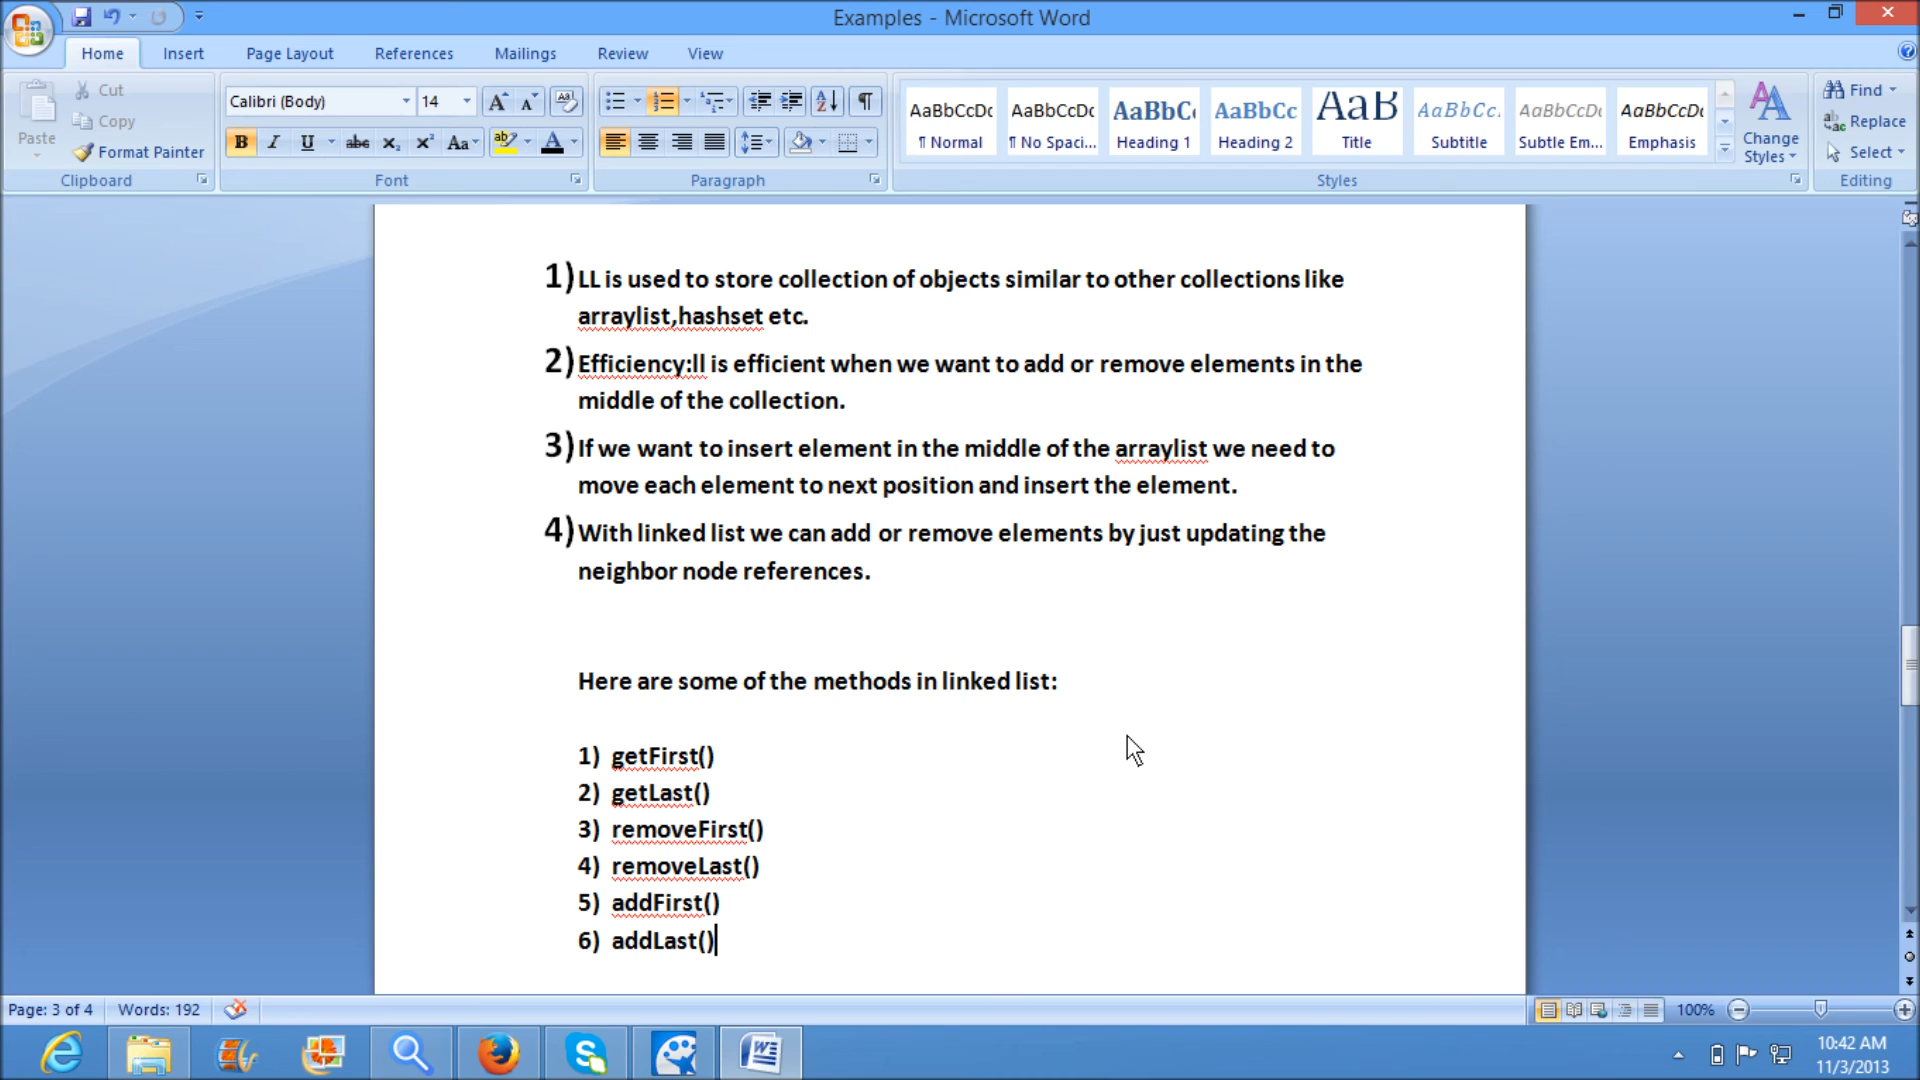 Examples - Microsoft Word
Home Insert Page Layout References Mailings Review View
Paste
Cut
Copy
Format Painter
Clipboard
Calibri (Body) 14
Font
Paragraph
AaBbCcDc AaBbCcDc AaBbC AaBbCc AaB AaBbCc. AaBbCcDc AaBbCcDc
¶ Normal ¶ No Spaci... Heading 1 Heading 2 Title Subtitle Subtle Em... Emphasis
Change Styles
Styles
Find
Replace
Select
Editing
1) LL is used to store collection of objects similar to other collections like
arraylist,hashset etc.
2) Efficiency:ll is efficient when we want to add or remove elements in the
middle of the collection.
3) If we want to insert element in the middle of the arraylist we need to
move each element to next position and insert the element.
4) With linked list we can add or remove elements by just updating the
neighbor node references.
Here are some of the methods in linked list:
1) getFirst()
2) getLast()
3) removeFirst()
4) removeLast()
5) addFirst()
6) addLast()
Page: 3 of 4 Words: 192 100%
10:42 AM
11/3/2013